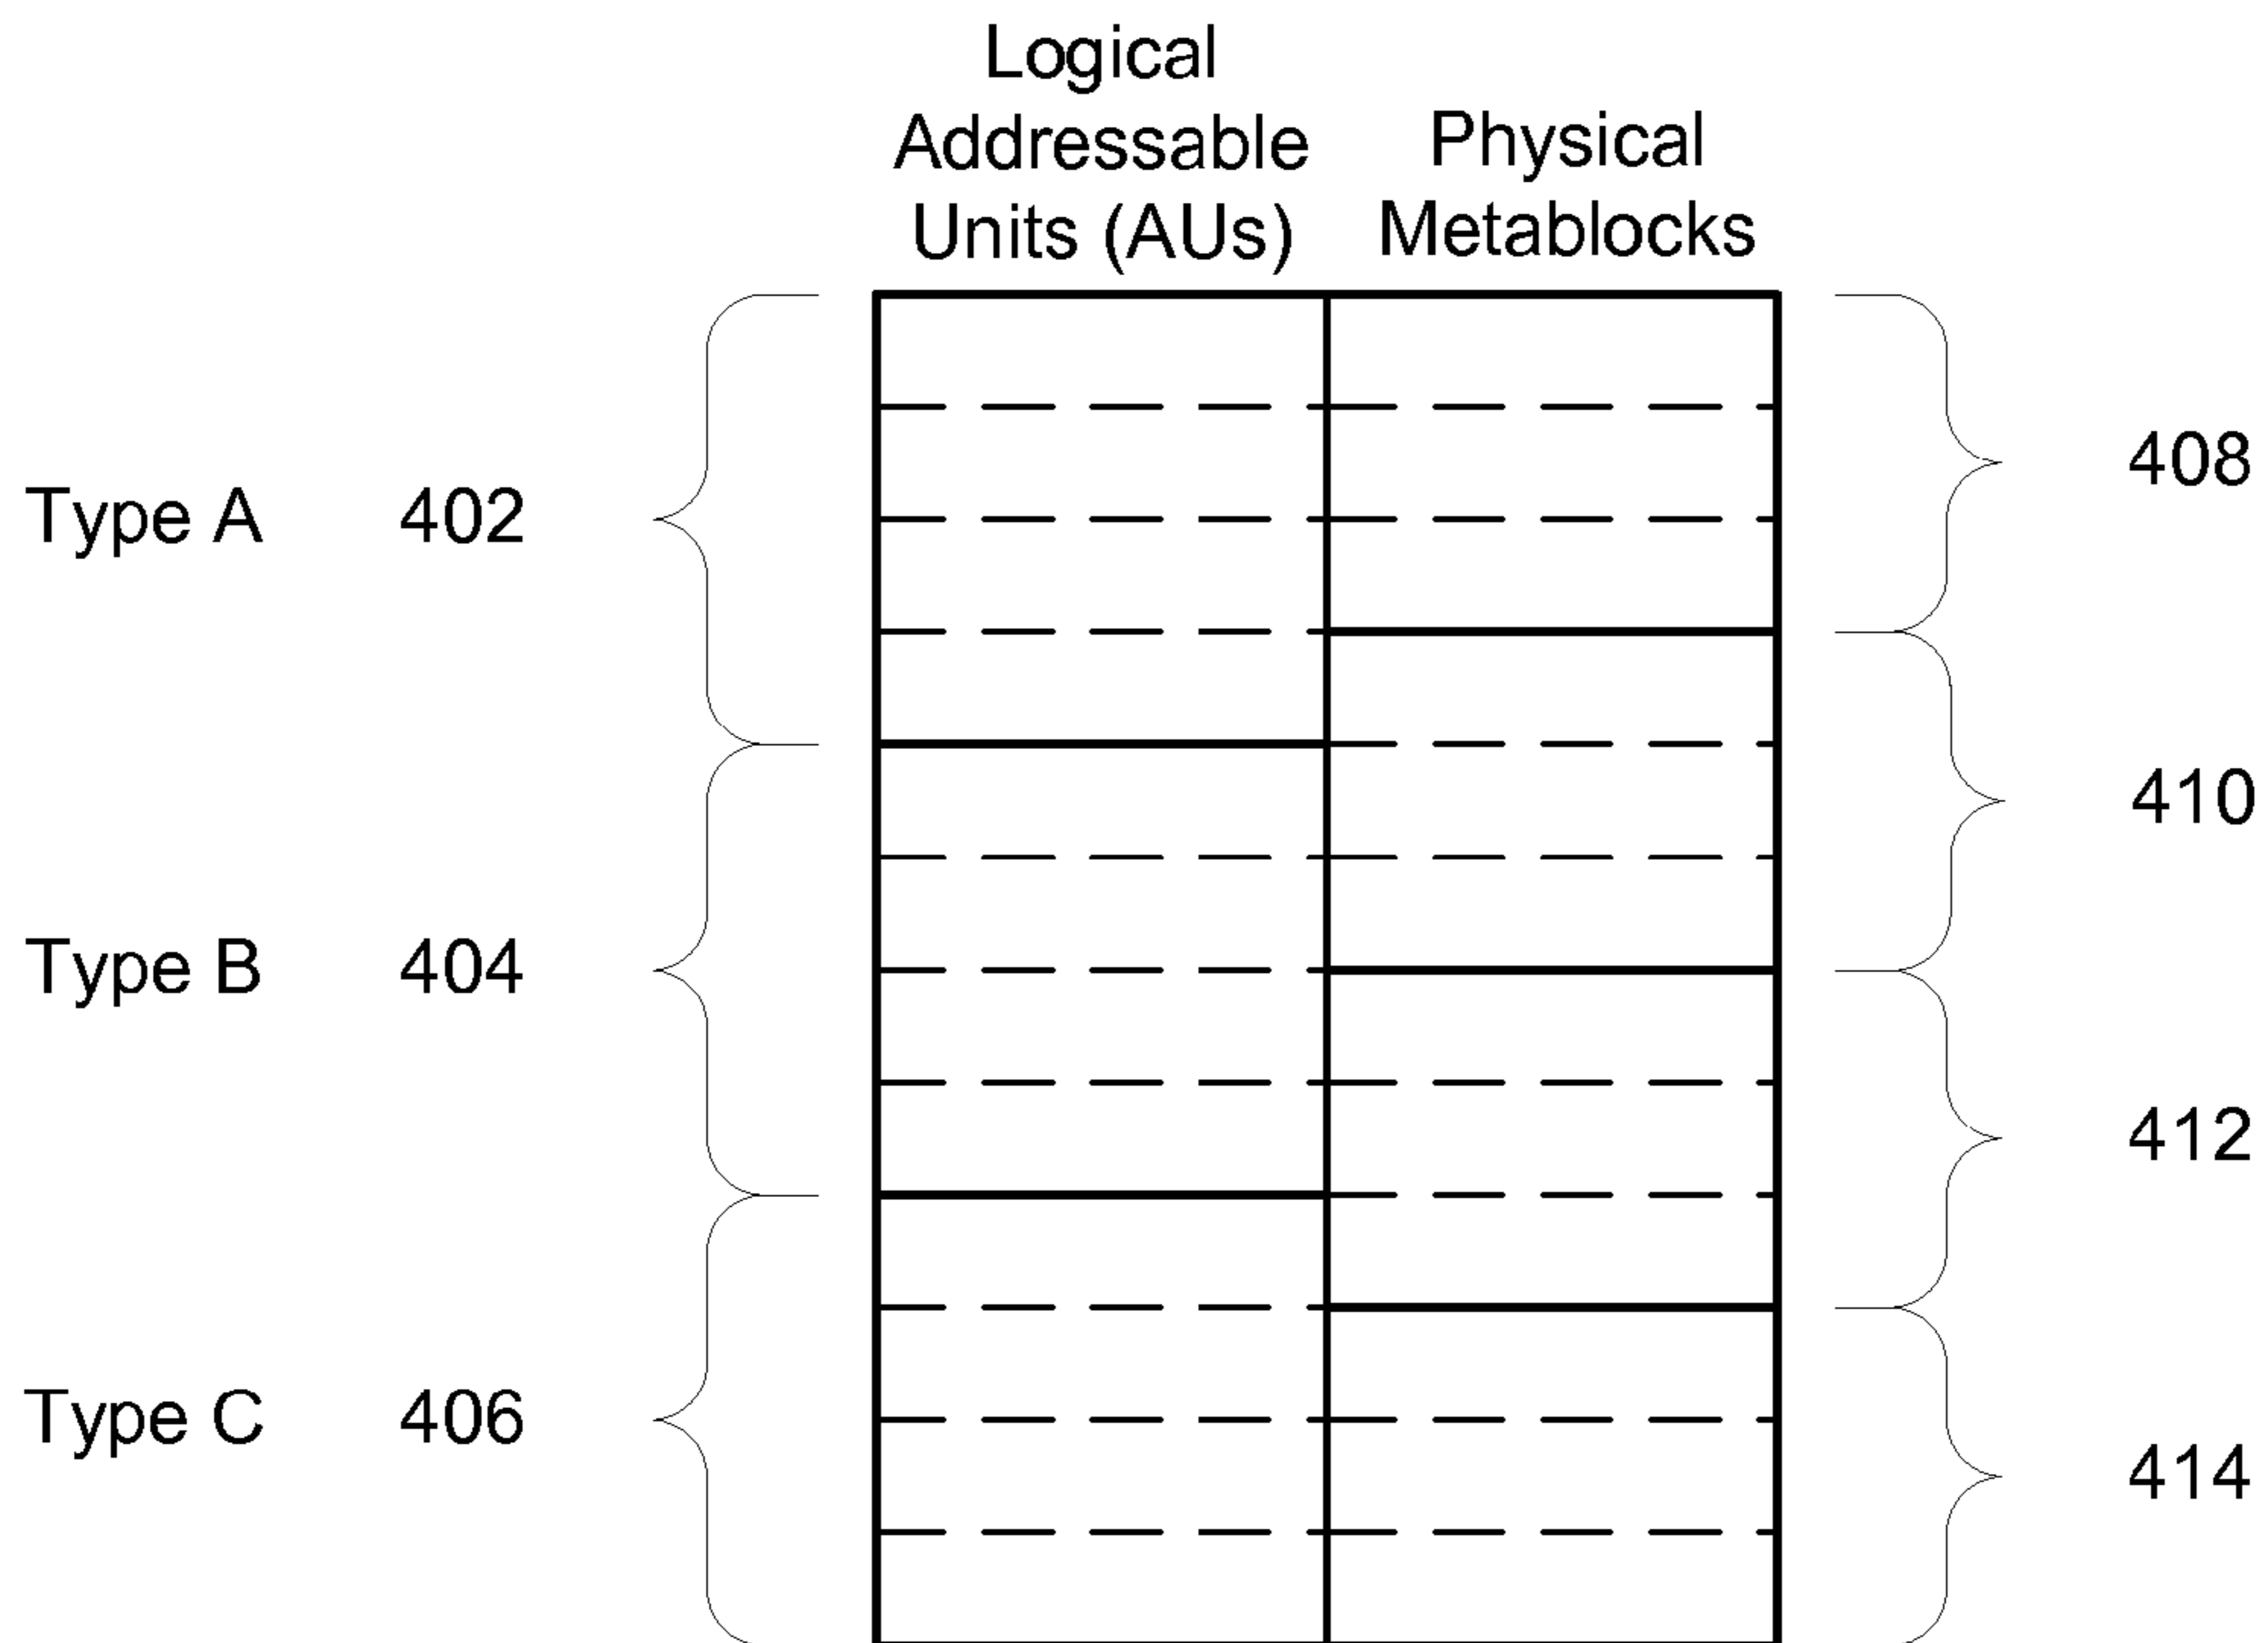 Logical
Addressable
Units (AUs)
Physical
Metablocks
408
Type A 402
410
Type B 404
412
Type C 406
414